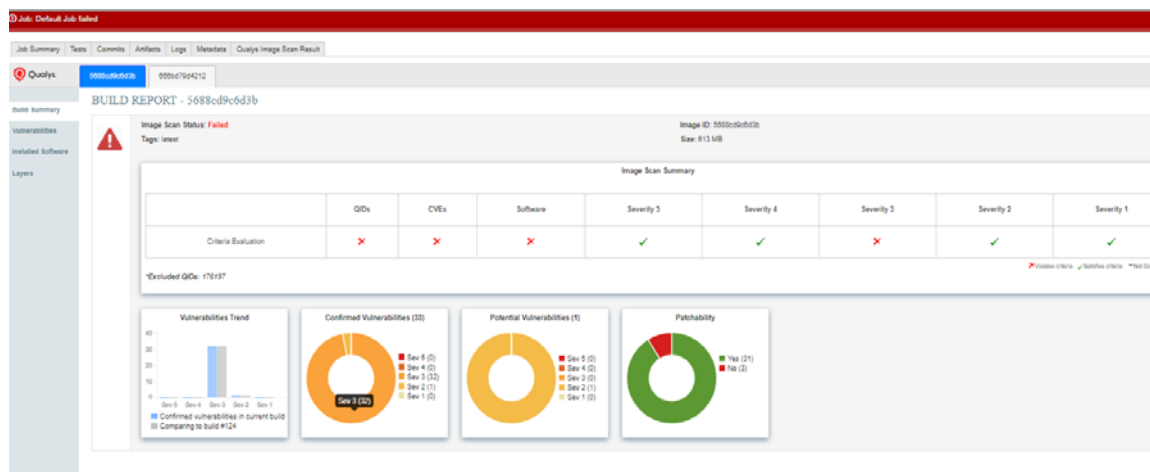 Job: Default Job failed
Job Summary Tests Commits Artifacts Logs Metadata Qualys Image Scan Result
Qualys.
5688cd9c6d3b 666bd79d4212
BUILD REPORT - 5688cd9c6d3b
Build Summary
Vulnerabilities
Installed Software
Layers
Image Scan Status: Failed
Tags: latest
Image ID: 5688cd9c6d3b
Size: 613 MB
Image Scan Summary
QIDs CVEs Software Severity 5 Severity 4 Severity 3 Severity 2 Severity 1
Criteria Evaluation
Violates criteria Satisfies criteria
*Excluded QIDs: 176197
Vulnerabilities Trend
40
30
20
10
0
Sev 5 Sev 4 Sev 3 Sev 2 Sev 1
Confirmed vulnerabilities in current build
Comparing to build #124
Confirmed Vulnerabilities (33)
Sev 5 (0)
Sev 4 (0)
Sev 3 (32)
Sev 2 (1)
Sev 1 (0)
Sev 3 (32)
Potential Vulnerabilities (1)
Sev 5 (0)
Sev 4 (0)
Sev 3 (0)
Sev 2 (1)
Sev 1 (0)
Patchability
Yes (31)
No (3)